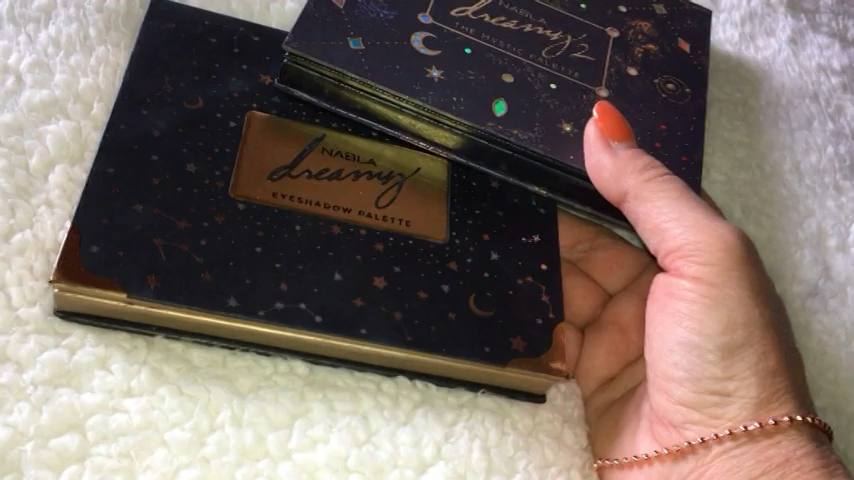 NABLA
dreamy
EYESHADOW PALETTE
NABLA
dreamy 2
THE MYSTIC PALETTE